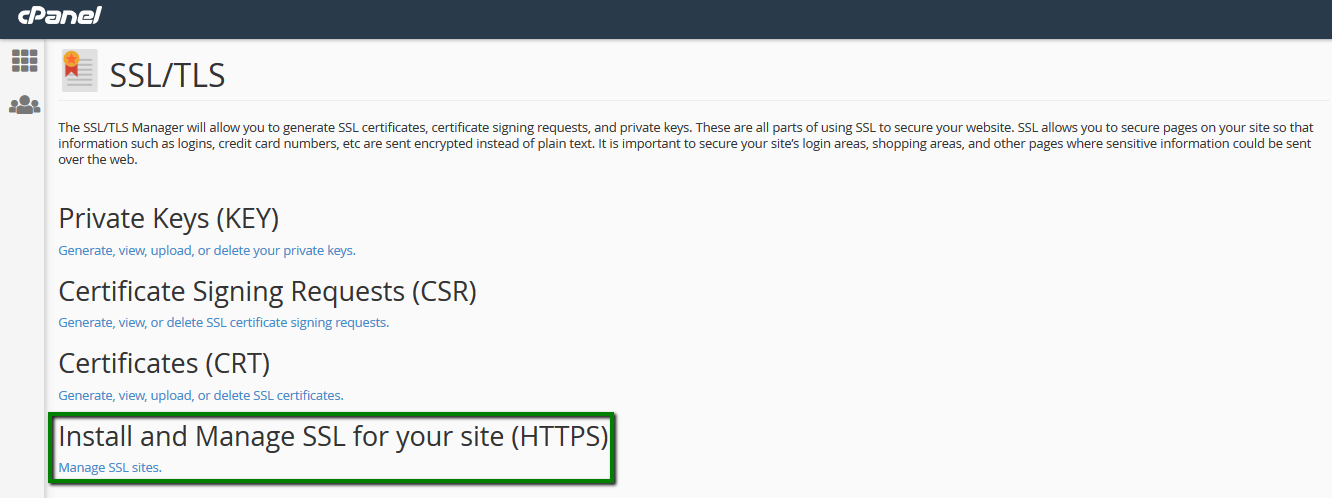 cPanel
SSL/TLS
The SSL/TLS Manager will allow you to generate SSL certificates, certificate signing requests, and private keys. These are all parts of using SSL to secure your website. SSL allows you to secure pages on your site so that
information such as logins, credit card numbers, etc are sent encrypted instead of plain text. It is important to secure your site’s login areas, shopping areas, and other pages where sensitive information could be sent
over the web.
Private Keys (KEY)
Generate, view, upload, or delete your private keys.
Certificate Signing Requests (CSR)
Generate, view, or delete SSL certificate signing requests.
Certificates (CRT)
Generate, view, upload, or delete SSL certificates.
Install and Manage SSL for your site (HTTPS)
Manage SSL sites.